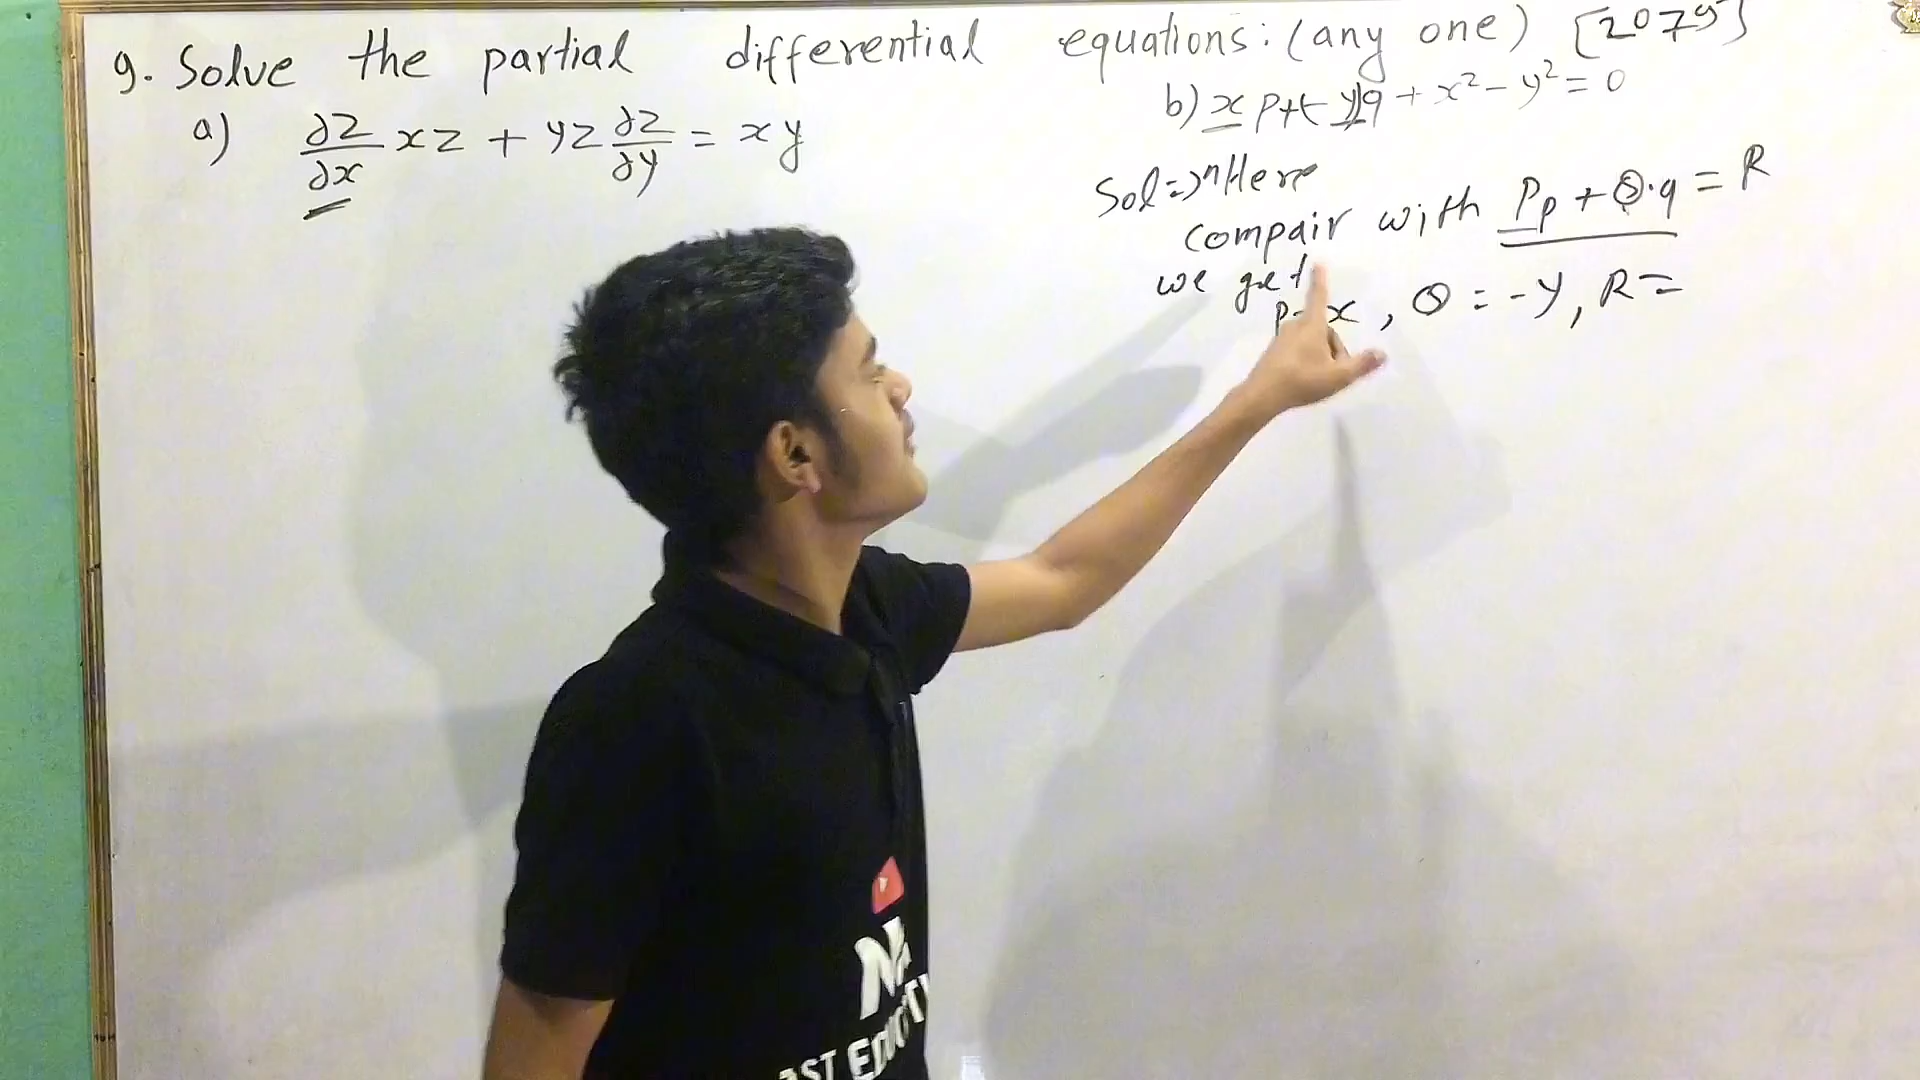 9. Solve the partial differential equations: (any one) [2079]
a) ∂z/∂x xz + yz ∂z/∂y = xy
b) x p + (-y)q + x² - y² = 0
Sol=>ⁿ Here
compair with Pp + Q.q = R
we get
P = x, Q = -y, R =
EDUCATI